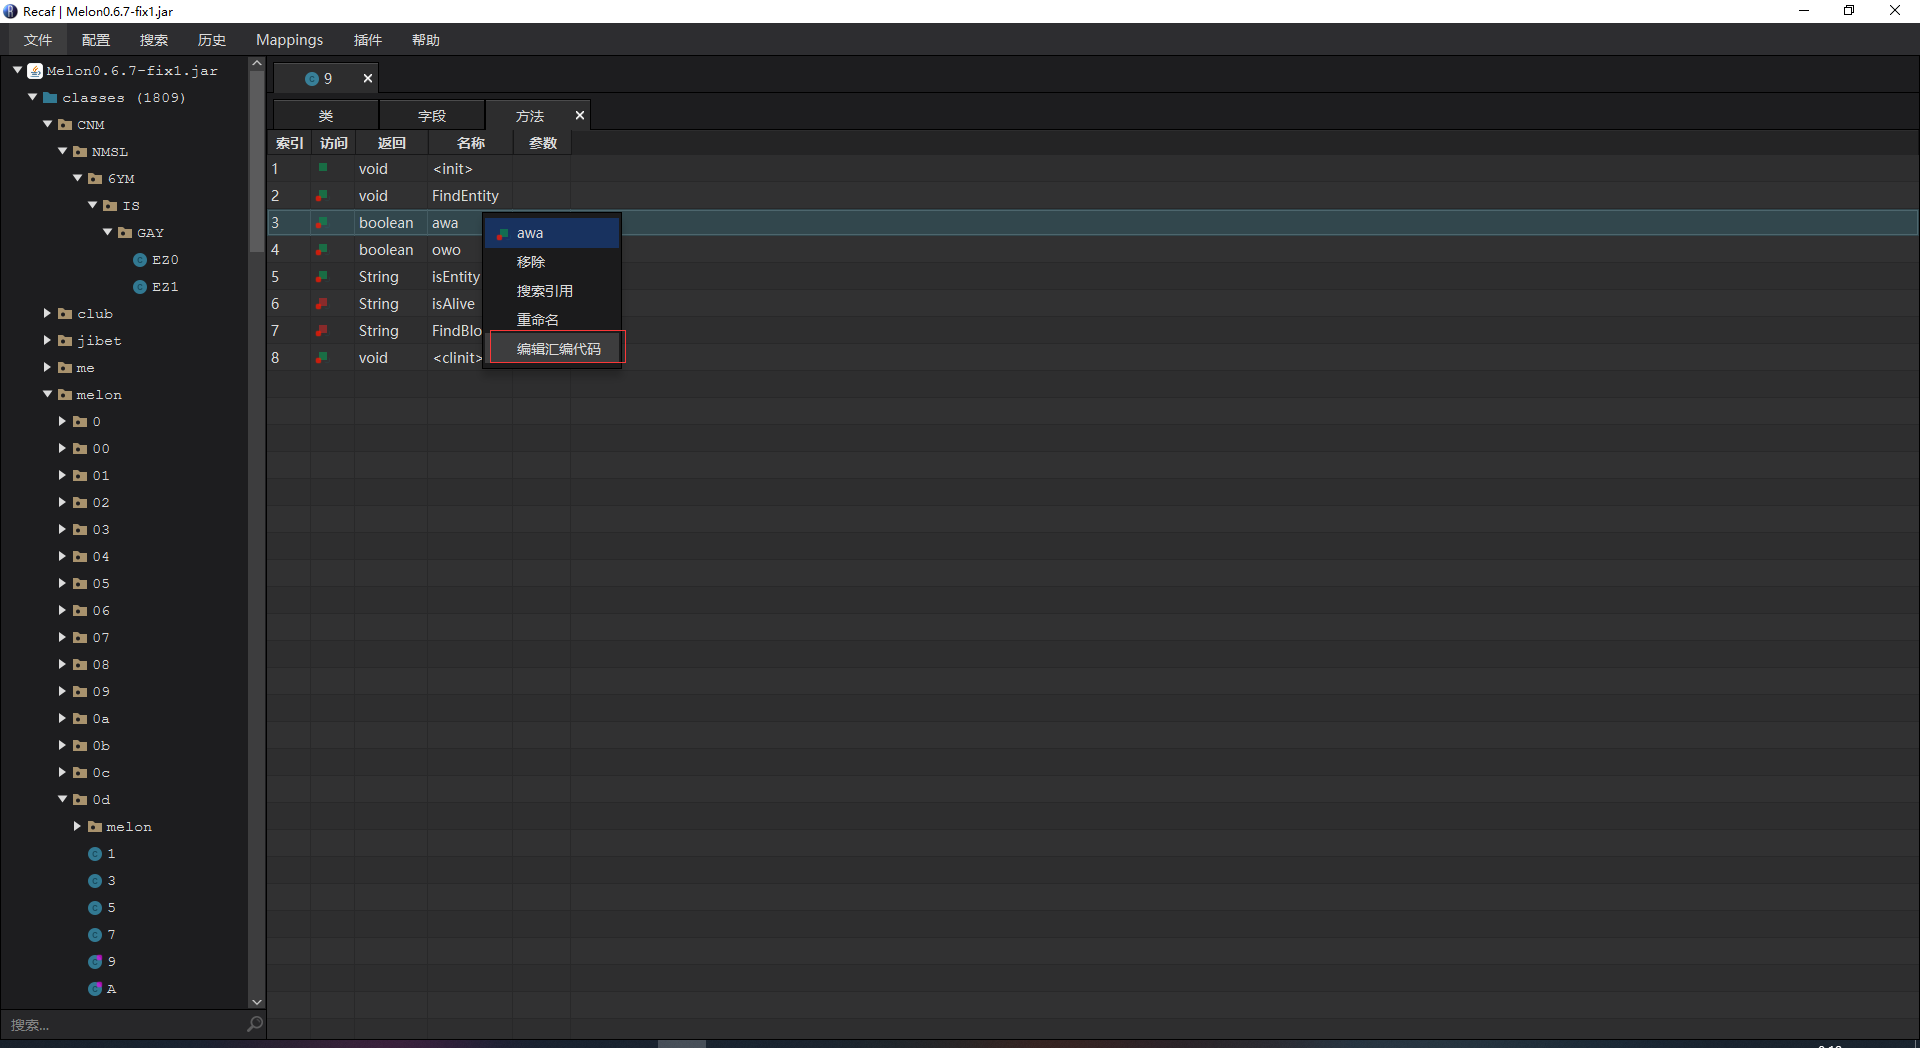 Recaf | Melon0.6.7-fix1.jar
文件 配置 搜索 历史 Mappings 插件 帮助
Melon0.6.7-fix1.jar
classes (1809)
CNM
NMSL
6YM
IS
GAY
EZ0
EZ1
club
jibet
me
melon
0
00
01
02
03
04
05
06
07
08
09
0a
0b
0c
0d
melon
1
3
5
7
9
A
搜索...
9
类 字段 方法
索引 访问 返回 名称 参数
1 void <init>
2 void FindEntity
3 boolean awa
4 boolean owo
5 String isEntity
6 String isAlive
7 String FindBlo
8 void <clinit>
awa
移除
搜索引用
重命名
编辑汇编代码